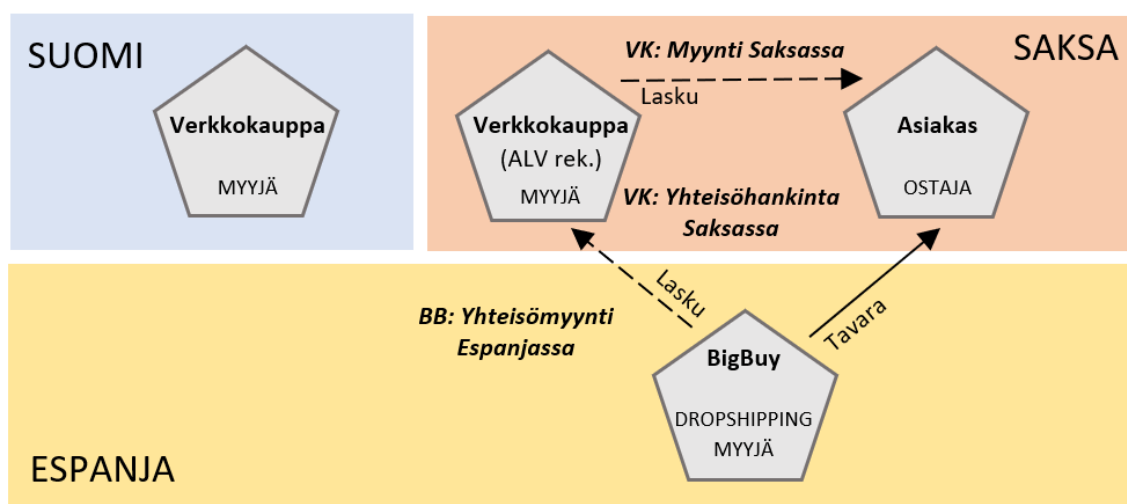 SUOMI
Verkkokauppa
MYYJÄ
SAKSA
VK: Myynti Saksassa
Lasku
Verkkokauppa
(ALV rek.)
MYYJÄ
Asiakas
OSTAJA
VK: Yhteisöhankinta
Saksassa
Lasku
Tavara
BB: Yhteisömyynti
Espanjassa
BigBuy
DROPSHIPPING
MYYJÄ
ESPANJA